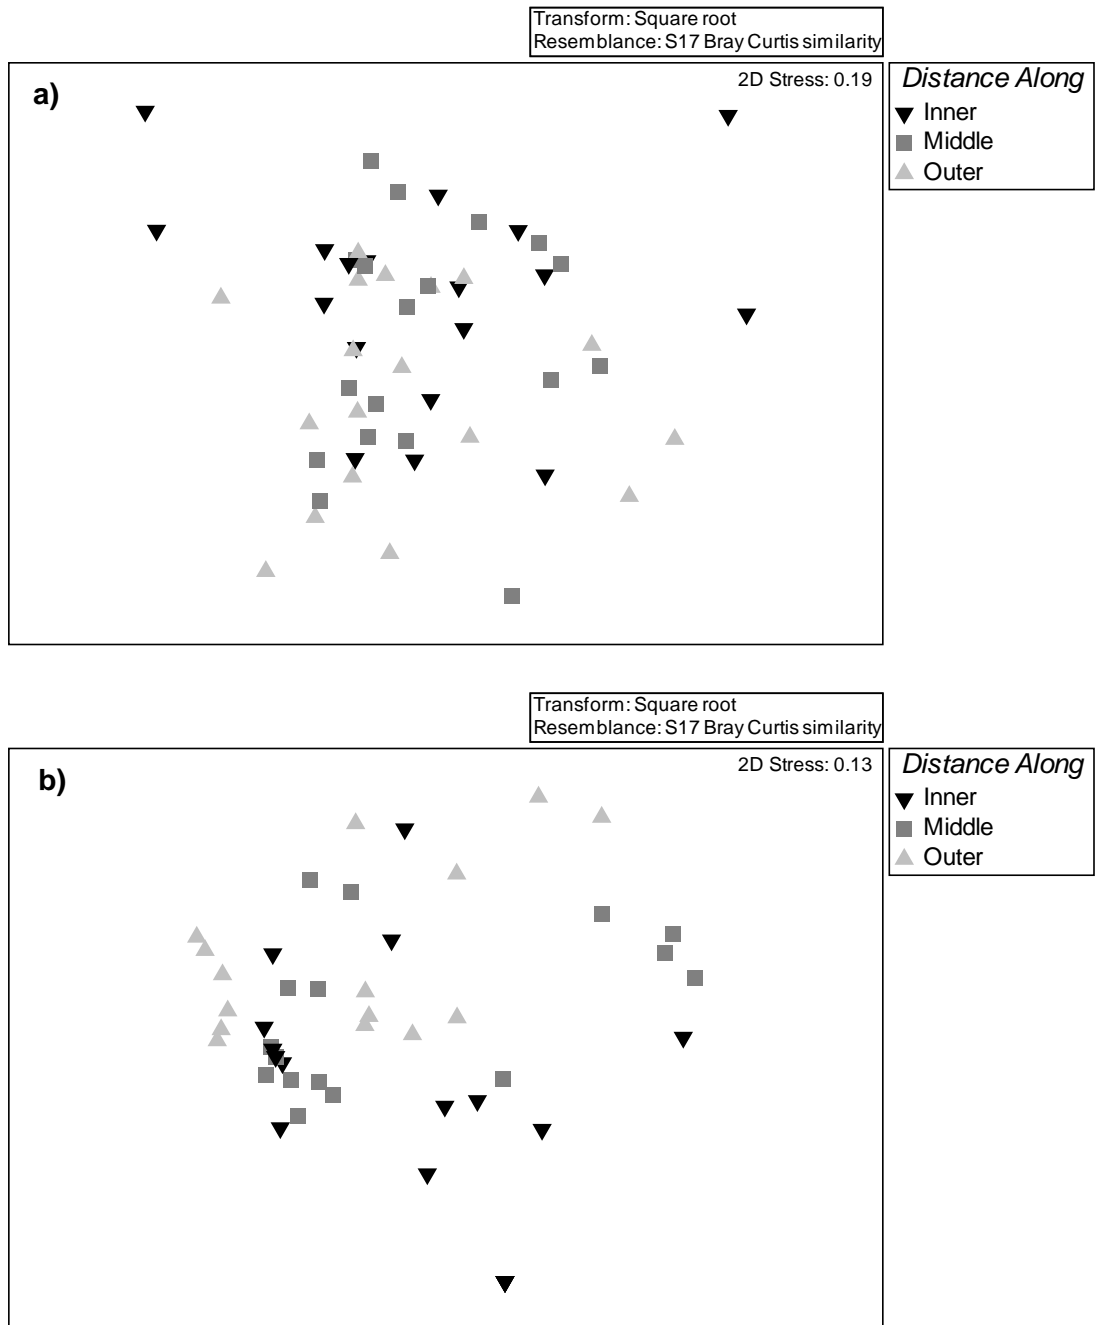 Transform: Square root
Resemblance: S17 Bray Curtis similarity
a)
2D Stress: 0.19
Distance Along
Inner
Middle
Outer
Transform: Square root
Resemblance: S17 Bray Curtis similarity
b)
2D Stress: 0.13
Distance Along
Inner
Middle
Outer